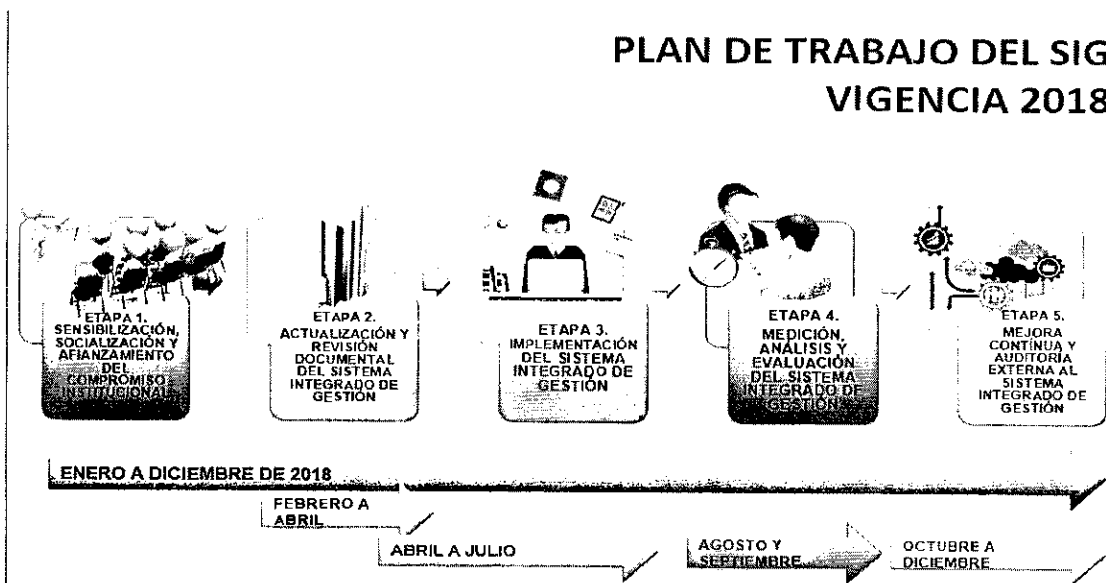 PLAN DE TRABAJO DEL SIG
VIGENCIA 2018
ETAPA 1.
SENSIBILIZACIÓN,
SOCIALIZACIÓN Y
AFIANZAMIENTO
DEL
COMPROMISO
INSTITUCIONAL
ETAPA 2.
ACTUALIZACIÓN Y
REVISIÓN
DOCUMENTAL
DEL SISTEMA
INTEGRADO DE
GESTIÓN
ETAPA 3.
IMPLEMENTACIÓN
DEL SISTEMA
INTEGRADO DE
GESTIÓN
ETAPA 4.
MEDICIÓN,
ANÁLISIS Y
EVALUACIÓN
DEL SISTEMA
INTEGRADO DE
GESTIÓN
ETAPA 5.
MEJORA
CONTÍNUA Y
AUDITORÍA
EXTERNA AL
SISTEMA
INTEGRADO DE
GESTIÓN
ENERO A DICIEMBRE DE 2018
FEBRERO A
ABRIL
ABRIL A JULIO
AGOSTO Y
SEPTIEMBRE
OCTUBRE A
DICIEMBRE